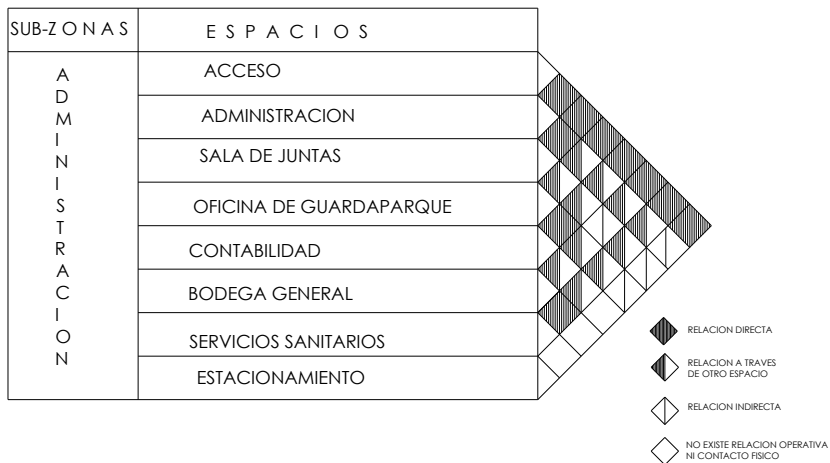 SUB-Z O N A S
E S P A C I O S
A
D
M
I
N
I
S
T
R
A
C
I
O
N
ACCESO
ADMINISTRACION
SALA DE JUNTAS
OFICINA DE GUARDAPARQUE
CONTABILIDAD
BODEGA GENERAL
SERVICIOS SANITARIOS
ESTACIONAMIENTO
RELACION DIRECTA
RELACION A TRAVES
DE OTRO ESPACIO
RELACION INDIRECTA
NO EXISTE RELACION OPERATIVA
NI CONTACTO FISICO